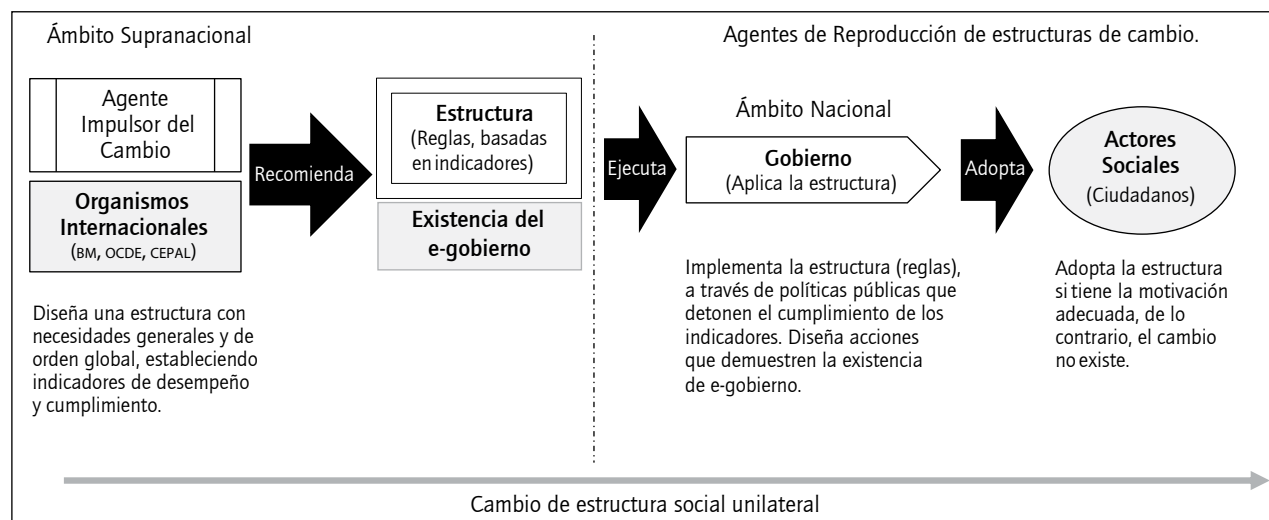 Ámbito Supranacional
Agente
Impulsor del
Cambio
Organismos
Internacionales
(BM, OCDE, CEPAL)
Diseña una estructura con
necesidades generales y de
orden global, estableciendo
indicadores de desempeño
y cumplimiento.
Recomienda
Estructura
(Reglas, basadas
en indicadores)
Existencia del
e-gobierno
Agentes de Reproducción de estructuras de cambio.
Ejecuta
Ámbito Nacional
Gobierno
(Aplica la estructura)
Implementa la estructura (reglas),
a través de políticas públicas que
detonen el cumplimiento de los
indicadores. Diseña acciones
que demuestren la existencia
de e-gobierno.
Adopta
Actores
Sociales
(Ciudadanos)
Adopta la estructura
si tiene la motivación
adecuada, de lo
contrario, el cambio
no existe.
Cambio de estructura social unilateral